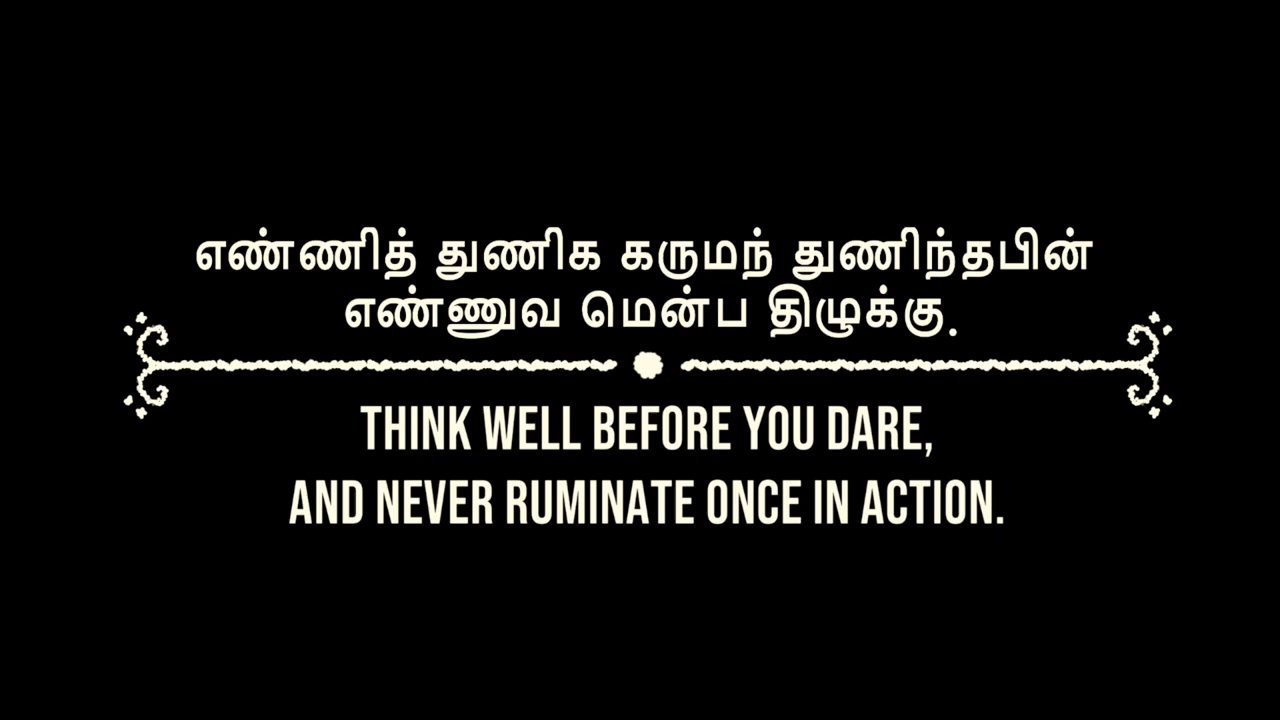 எண்ணித் துணிக கருமந் துணிந்தபின்
எண்ணுவ மென்ப திழுக்கு.
THINK WELL BEFORE YOU DARE,
AND NEVER RUMINATE ONCE IN ACTION.